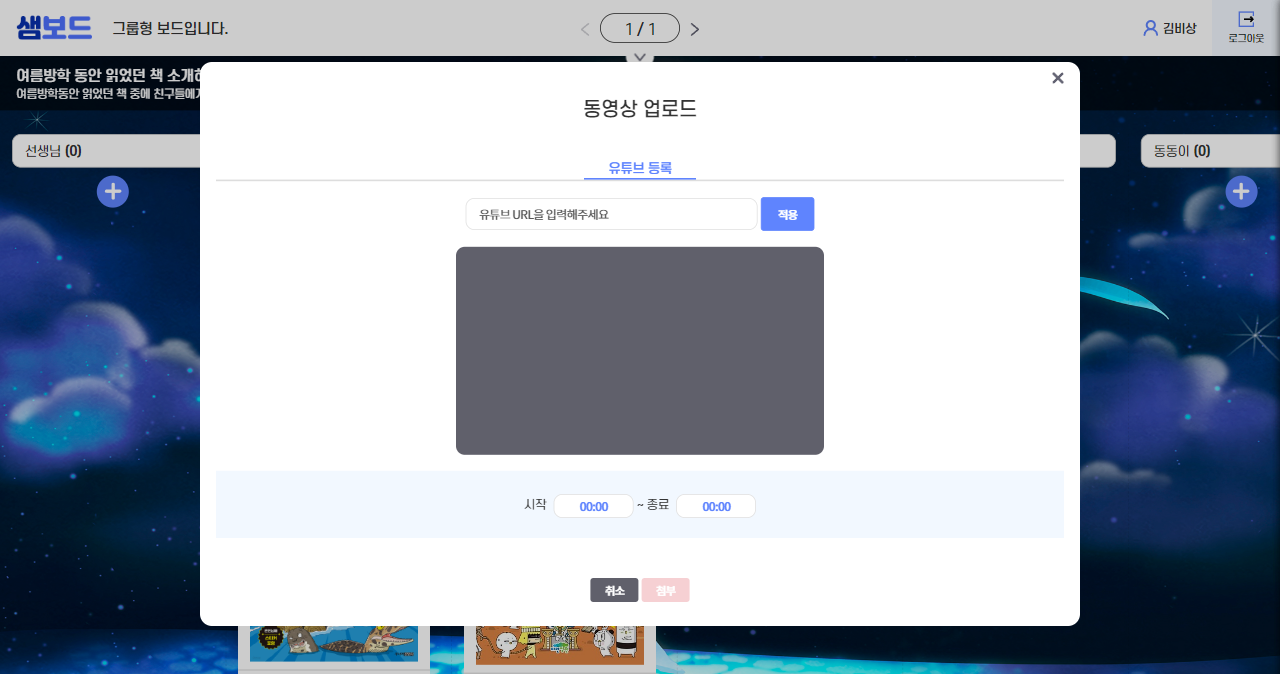 샘보드
그룹형 보드입니다.
1 / 1
김비상
로그아웃
여름방학 동안 읽었던 책 소개하
여름방학동안 읽었던 책 중에 친구들에게
선생님 (0)
동동이 (0)
동영상 업로드
유튜브 등록
유튜브 URL을 입력해주세요
적용
시작 00:00 ~ 종료 00:00
취소
첨부